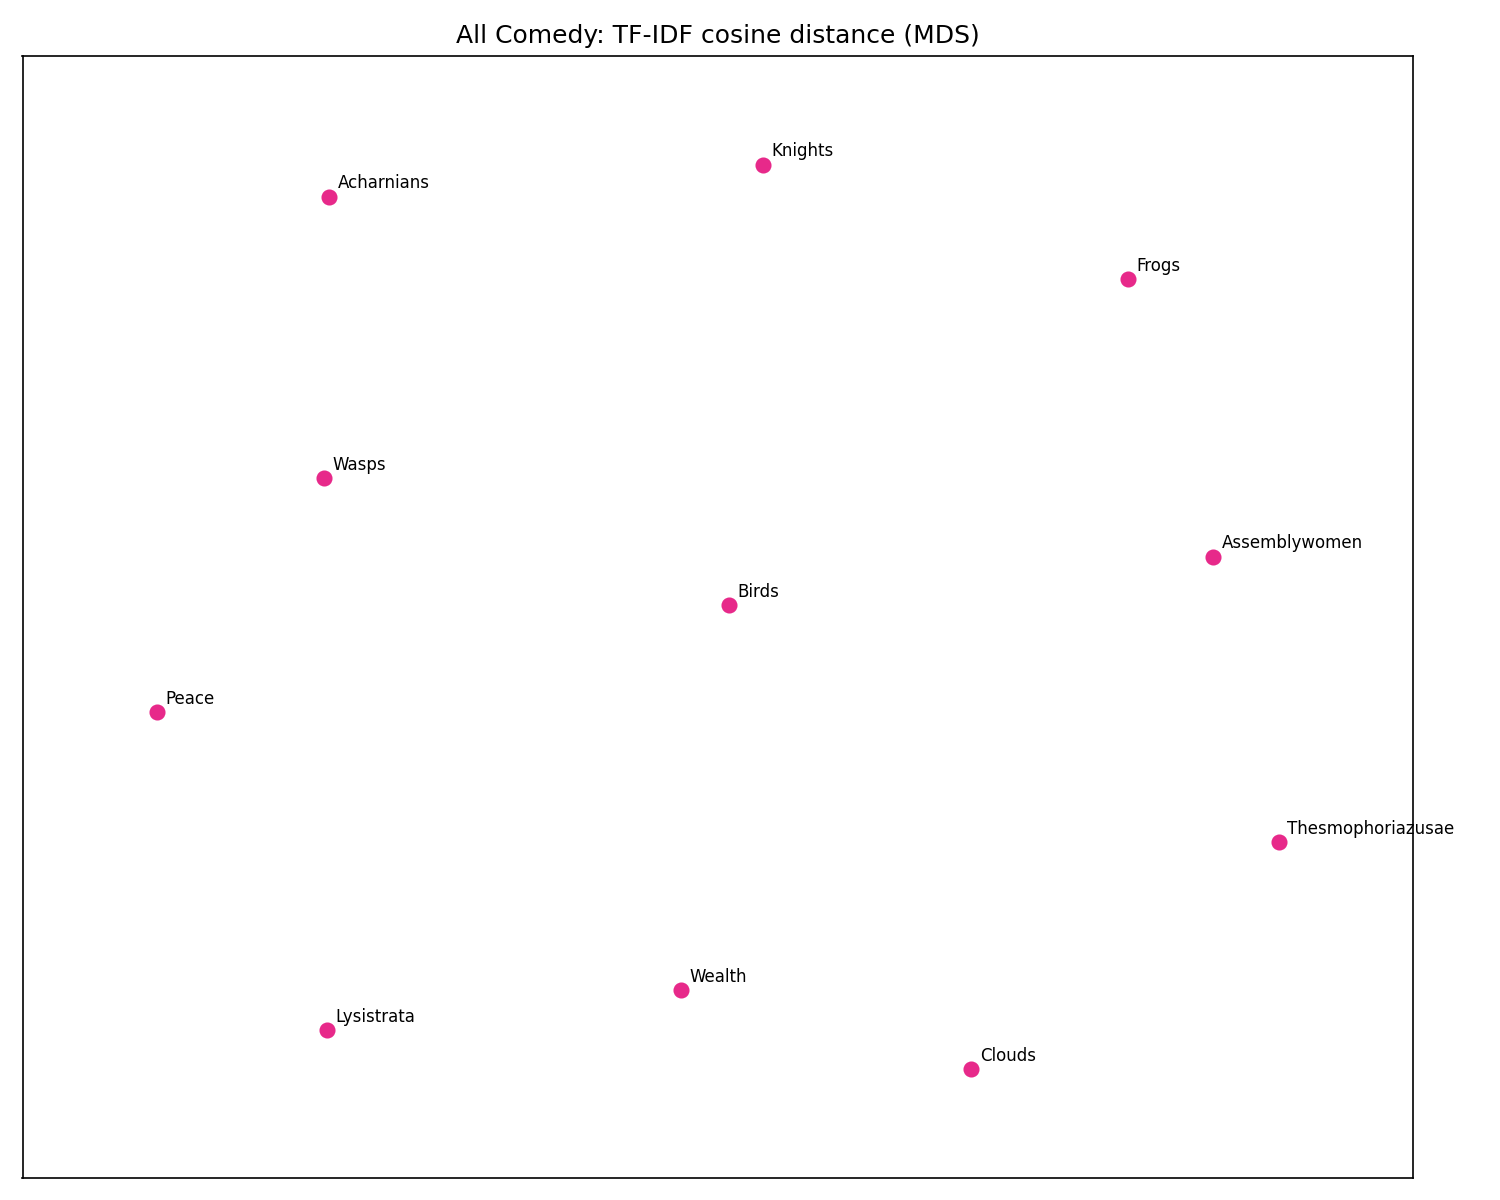 All Comedy: TF-IDF cosine distance (MDS)
Knights
Acharnians
Frogs
Wasps
Assemblywomen
Birds
Peace
Thesmophoriazusae
Wealth
Lysistrata
Clouds